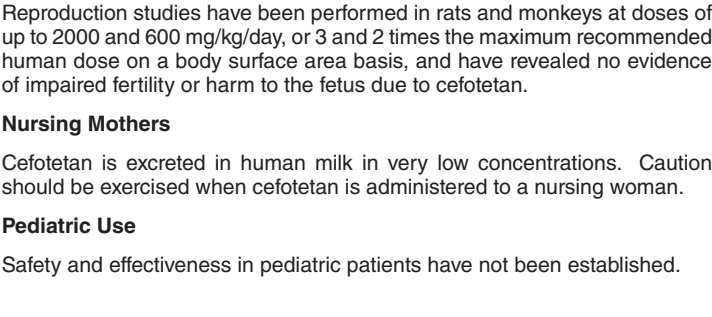 Reproduction studies have been performed in rats and monkeys at doses of
up to 2000 and 600 mg/kg/day, or 3 and 2 times the maximum recommended
human dose on a body surface area basis, and have revealed no evidence
of impaired fertility or harm to the fetus due to cefotetan.
Nursing Mothers
Cefotetan is excreted in human milk in very low concentrations. Caution
should be exercised when cefotetan is administered to a nursing woman.
Pediatric Use
Safety and effectiveness in pediatric patients have not been established.